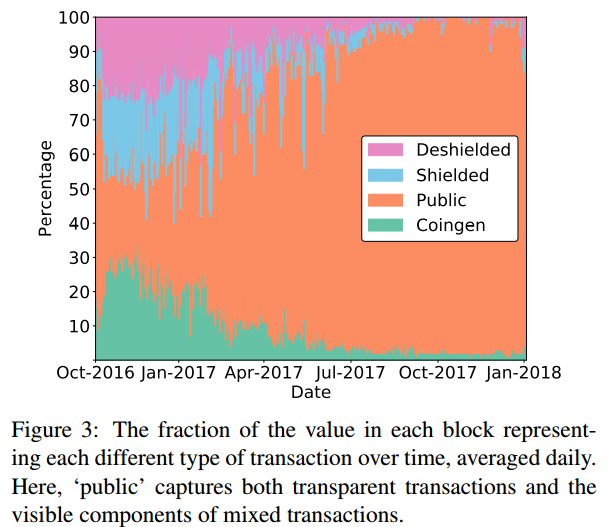 100
90
80
70
60
50
40
30
20
10
Percentage
Deshielded
Shielded
Public
Coingen
Oct-2016 Jan-2017 Apr-2017 Jul-2017 Oct-2017 Jan-2018
Date
Figure 3: The fraction of the value in each block represent-
ing each different type of transaction over time, averaged daily.
Here, ‘public’ captures both transparent transactions and the
visible components of mixed transactions.